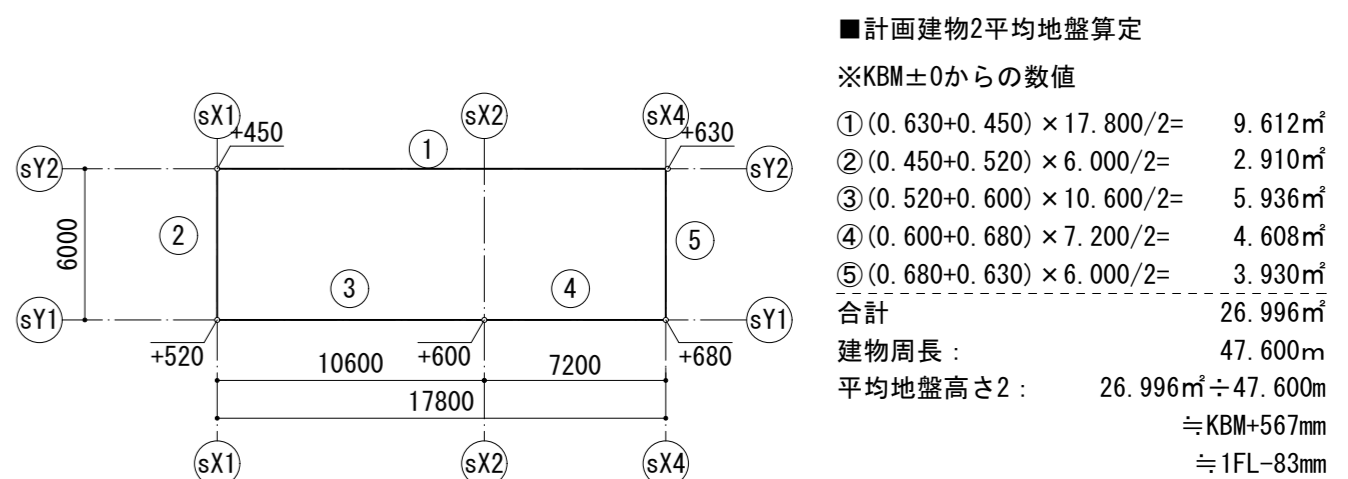 ■計画建物2平均地盤算定
※KBM±0からの数値
①(0.630+0.450)×17.800/2= 9.612㎡
②(0.450+0.520)×6.000/2= 2.910㎡
③(0.520+0.600)×10.600/2= 5.936㎡
④(0.600+0.680)×7.200/2= 4.608㎡
⑤(0.680+0.630)×6.000/2= 3.930㎡
合計 26.996㎡
建物周長： 47.600m
平均地盤高さ2： 26.996㎡÷47.600m
≒KBM+567mm
≒1FL-83mm
sX1 sX2 sX4
+450 +630
①
sY2 sY2
6000 ② ⑤
③ ④
sY1 sY1
+520 +600 +680
10600 7200
17800
sX1 sX2 sX4